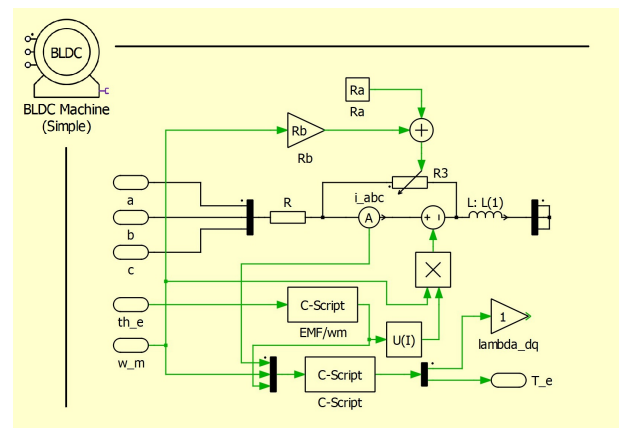 BLDC
C
BLDC Machine
(Simple)
Ra
Ra
Rb
Rb
+
R3
a
b
c
R
i_abc
A
+ -
L: L(1)
×
th_e
C-Script
EMF/wm
U(I)
1
lambda_dq
w_m
C-Script
C-Script
T_e